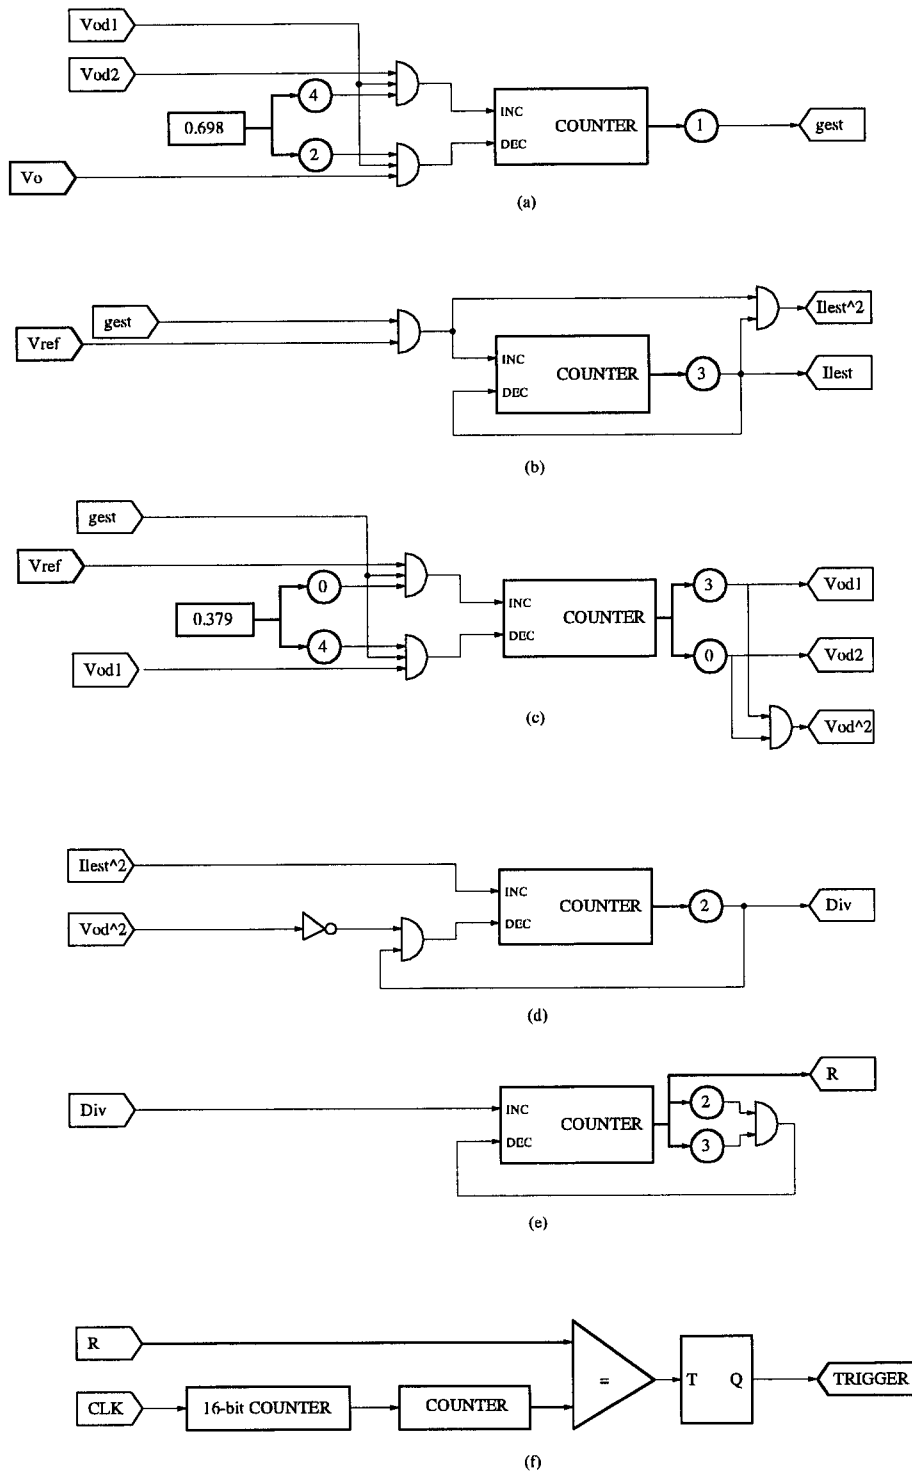 Vod1
Vod2
4
0.698
2
Vo
INC
DEC
COUNTER
1
gest
(a)
gest
Vref
INC
DEC
COUNTER
3
Ilest^2
Ilest
(b)
gest
Vref
0
0.379
4
Vod1
INC
DEC
COUNTER
3
0
Vod1
Vod2
Vod^2
(c)
Ilest^2
Vod^2
INC
DEC
COUNTER
2
Div
(d)
Div
INC
DEC
COUNTER
2
3
R
(e)
R
CLK
16-bit COUNTER
COUNTER
=
T Q
TRIGGER
(f)